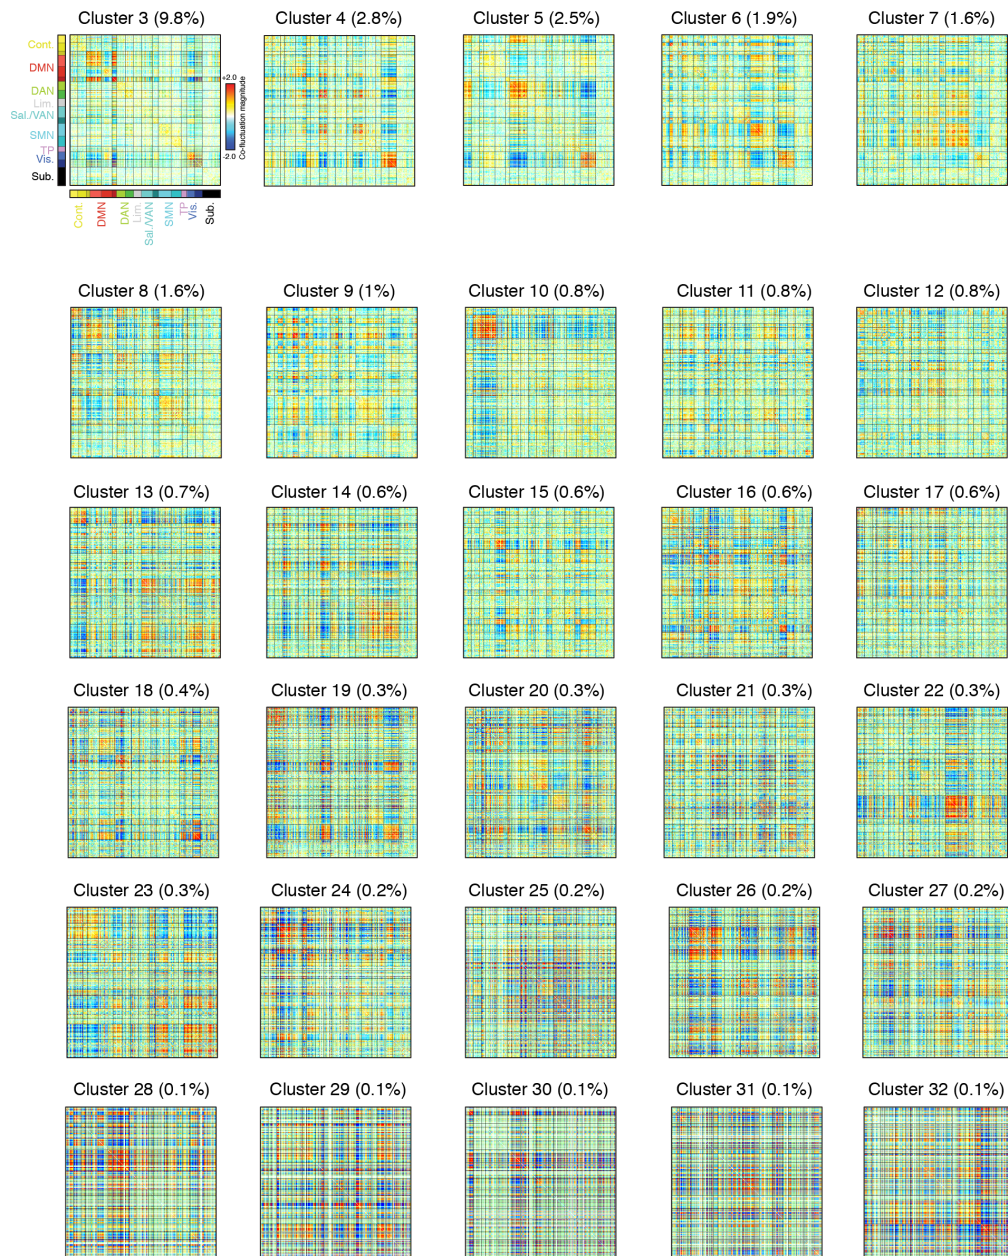 Cluster 3 (9.8%)
Cluster 4 (2.8%)
Cluster 5 (2.5%)
Cluster 6 (1.9%)
Cluster 7 (1.6%)
Cont.
DMN
DAN
Lim.
Sal./VAN
SMN
TP
Vis.
Sub.
+2.0
Co-fluctuation magnitude
-2.0
Cont.
DMN
DAN
Lim.
Sal./VAN
SMN
TP
Vis.
Sub.
Cluster 8 (1.6%)
Cluster 9 (1%)
Cluster 10 (0.8%)
Cluster 11 (0.8%)
Cluster 12 (0.8%)
Cluster 13 (0.7%)
Cluster 14 (0.6%)
Cluster 15 (0.6%)
Cluster 16 (0.6%)
Cluster 17 (0.6%)
Cluster 18 (0.4%)
Cluster 19 (0.3%)
Cluster 20 (0.3%)
Cluster 21 (0.3%)
Cluster 22 (0.3%)
Cluster 23 (0.3%)
Cluster 24 (0.2%)
Cluster 25 (0.2%)
Cluster 26 (0.2%)
Cluster 27 (0.2%)
Cluster 28 (0.1%)
Cluster 29 (0.1%)
Cluster 30 (0.1%)
Cluster 31 (0.1%)
Cluster 32 (0.1%)